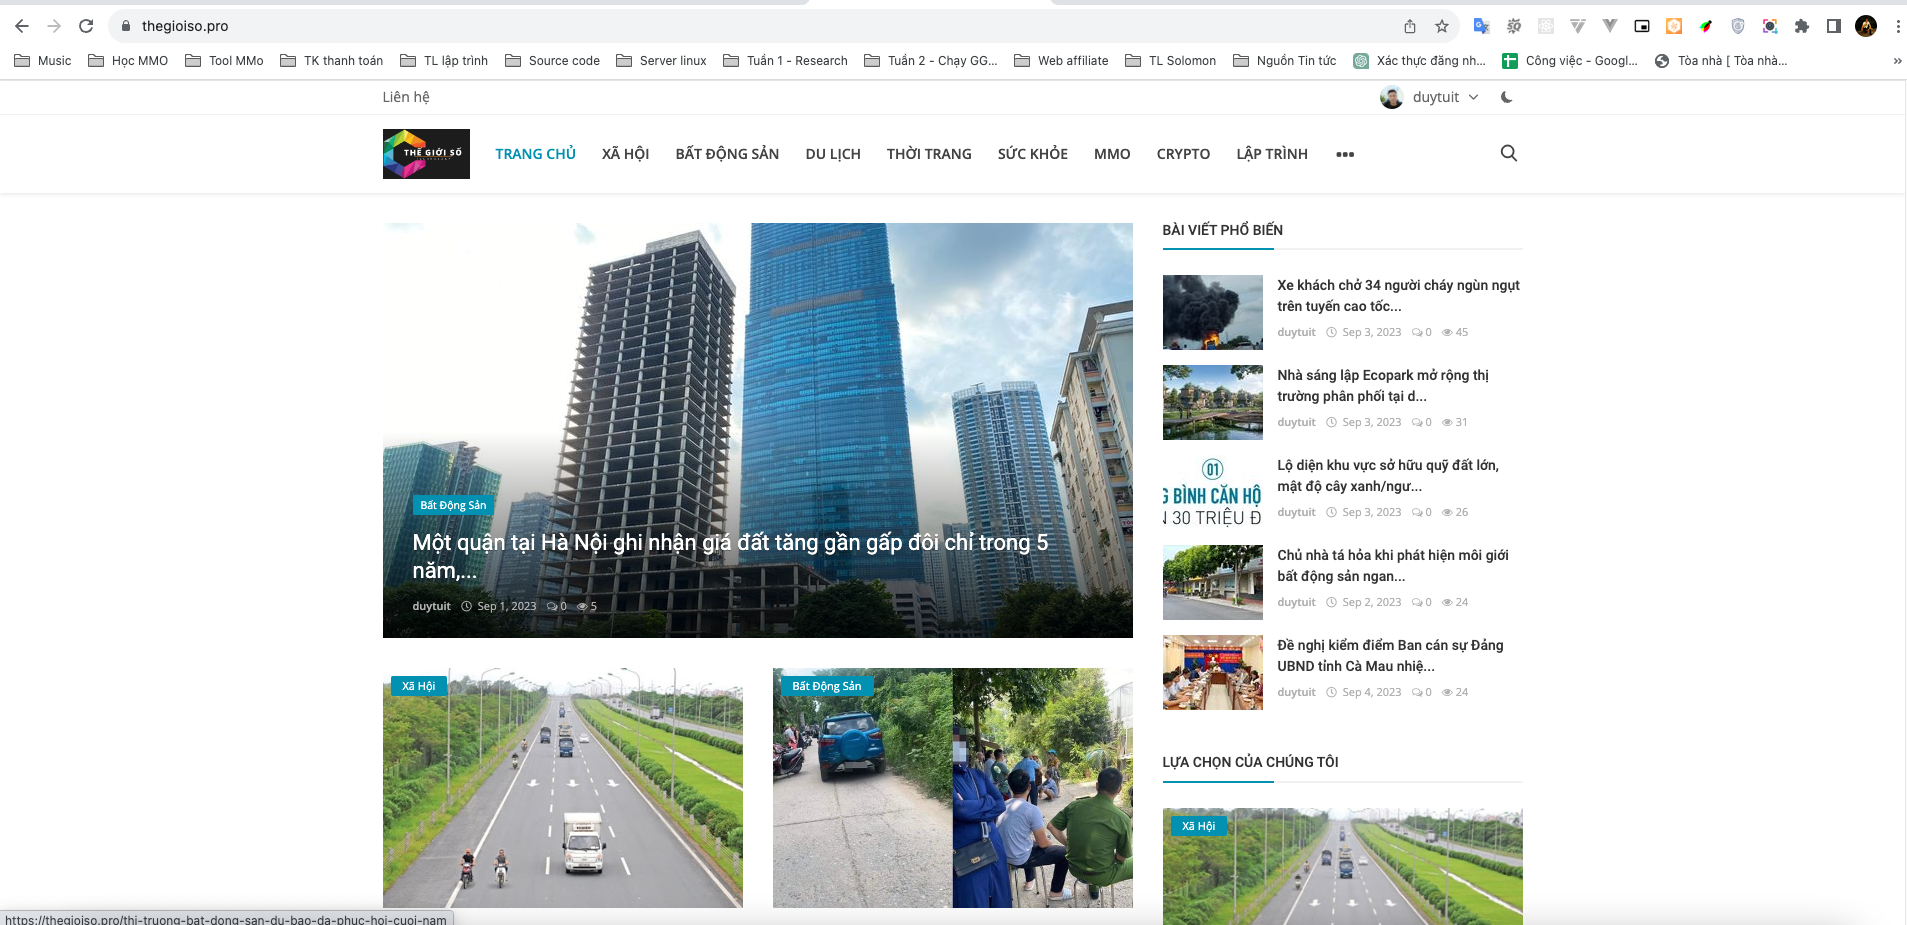 thegioiso.pro
Music
Học MMO
Tool MMo
TK thanh toán
TL lập trình
Source code
Server linux
Tuần 1 - Research
Tuần 2 - Chạy GG...
Web affiliate
TL Solomon
Nguồn Tin tức
Xác thực đăng nh...
Công việc - Googl...
Tòa nhà [ Tòa nhà...
»
Liên hệ
duytuit
THẾ GIỚI SỐ
TRANG CHỦ
XÃ HỘI
BẤT ĐỘNG SẢN
DU LỊCH
THỜI TRANG
SỨC KHỎE
MMO
CRYPTO
LẬP TRÌNH
Bất Động Sản
Một quận tại Hà Nội ghi nhận giá đất tăng gần gấp đôi chỉ trong 5
năm,...
duytuit Sep 1, 2023 0 5
Xã Hội
Bất Động Sản
BÀI VIẾT PHỔ BIẾN
Xe khách chở 34 người cháy ngùn ngụt
trên tuyến cao tốc...
duytuit Sep 3, 2023 0 45
Nhà sáng lập Ecopark mở rộng thị
trường phân phối tại d...
duytuit Sep 3, 2023 0 31
01
G BÌNH CĂN HỘ
N 30 TRIỆU Đ
Lộ diện khu vực sở hữu quỹ đất lớn,
mật độ cây xanh/ngư...
duytuit Sep 3, 2023 0 26
Chủ nhà tá hỏa khi phát hiện môi giới
bất động sản ngan...
duytuit Sep 2, 2023 0 24
Đề nghị kiểm điểm Ban cán sự Đảng
UBND tỉnh Cà Mau nhiệ...
duytuit Sep 4, 2023 0 24
LỰA CHỌN CỦA CHÚNG TÔI
Xã Hội
https://thegioiso.pro/thi-truong-bat-dong-san-du-bao-da-phuc-hoi-cuoi-nam